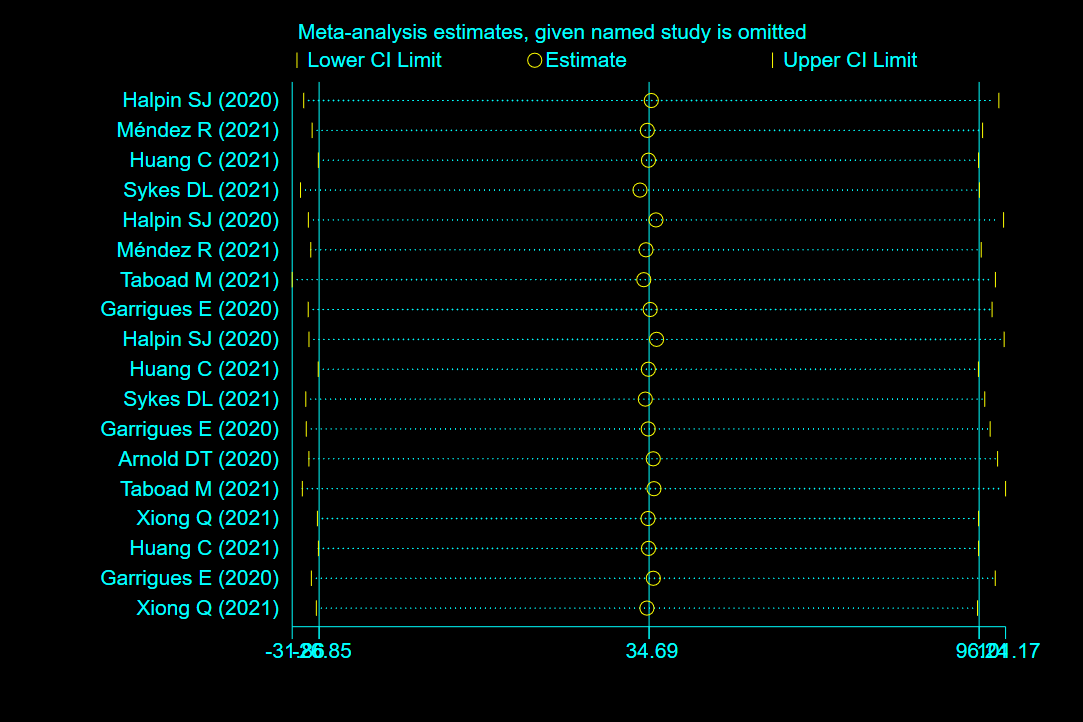 Meta-analysis estimates, given named study is omitted
Lower CI Limit Estimate Upper CI Limit
Halpin SJ (2020)
Méndez R (2021)
Huang C (2021)
Sykes DL (2021)
Halpin SJ (2020)
Méndez R (2021)
Taboad M (2021)
Garrigues E (2020)
Halpin SJ (2020)
Huang C (2021)
Sykes DL (2021)
Garrigues E (2020)
Arnold DT (2020)
Taboad M (2021)
Xiong Q (2021)
Huang C (2021)
Garrigues E (2020)
Xiong Q (2021)
-26.85 34.69